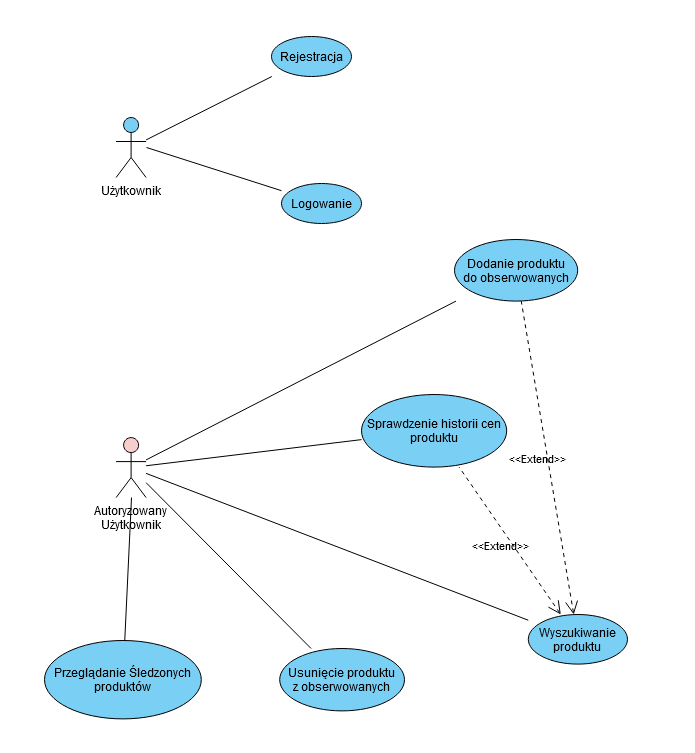 Rejestracja
Użytkownik
Logowanie
Dodanie produktu
do obserwowanych
Sprawdzenie historii cen
produktu
<<Extend>>
Autoryzowany
Użytkownik
<<Extend>>
Wyszukiwanie
produktu
Przeglądanie Śledzonych
produktów
Usunięcie produktu
z obserwowanych